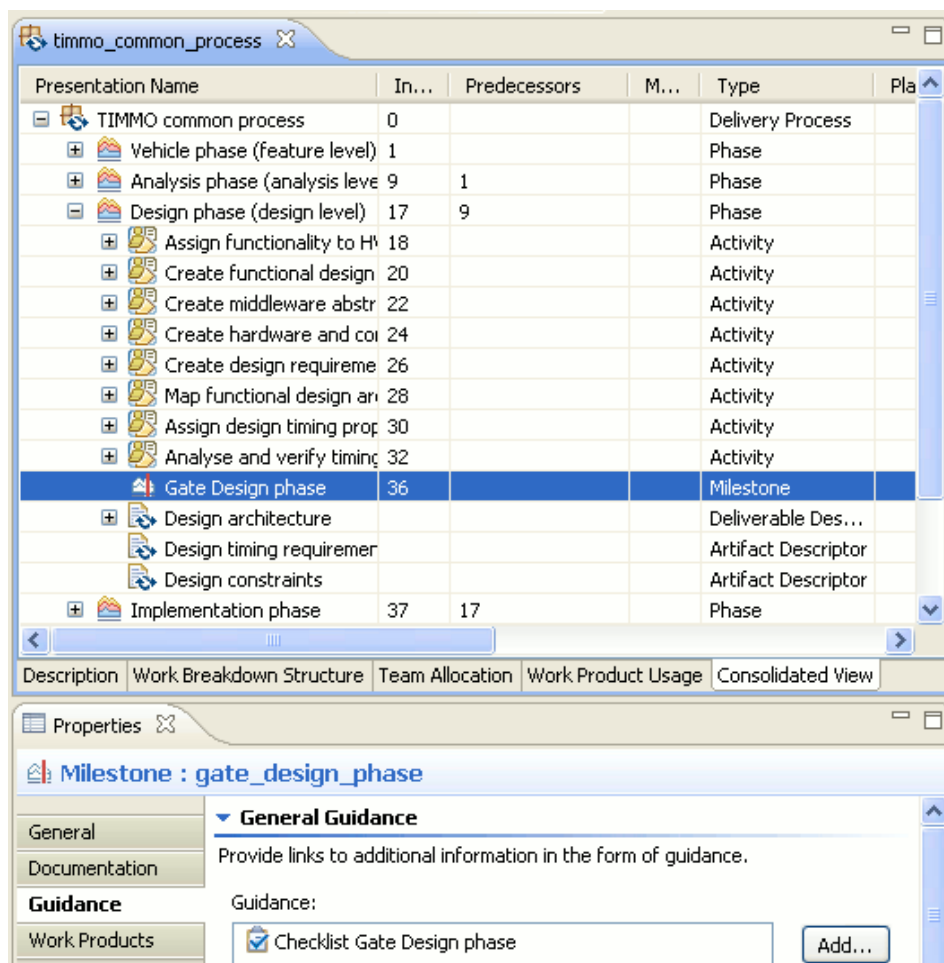 timmo_common_process
Presentation Name In... Predecessors M... Type Pla
TIMMO common process 0 Delivery Process
Vehicle phase (feature level) 1 Phase
Analysis phase (analysis leve 9 1 Phase
Design phase (design level) 17 9 Phase
Assign functionality to HW 18 Activity
Create functional design 20 Activity
Create middleware abstr 22 Activity
Create hardware and cor 24 Activity
Create design requireme 26 Activity
Map functional design ar 28 Activity
Assign design timing prop 30 Activity
Analyse and verify timing 32 Activity
Gate Design phase 36 Milestone
Design architecture Deliverable Des...
Design timing requiremen Artifact Descriptor
Design constraints Artifact Descriptor
Implementation phase 37 17 Phase
Description Work Breakdown Structure Team Allocation Work Product Usage Consolidated View
Properties
Milestone : gate_design_phase
General
Documentation
Guidance
Work Products
General Guidance
Provide links to additional information in the form of guidance.
Guidance:
Checklist Gate Design phase
Add...